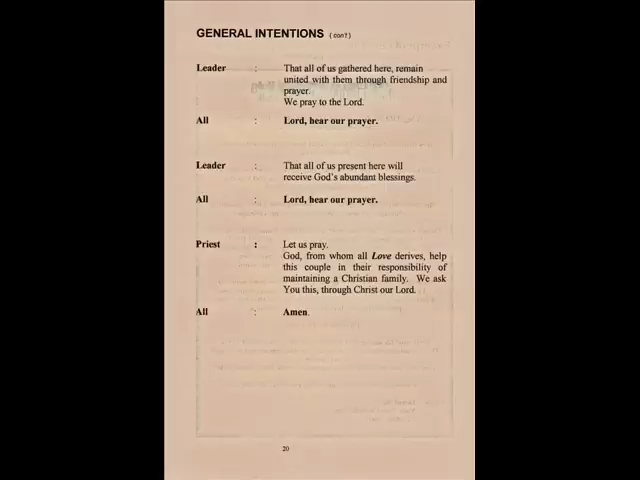 GENERAL INTENTIONS (con't)
Leader : That all of us gathered here, remain
united with them through friendship and
prayer.
We pray to the Lord.
All : Lord, hear our prayer.
Leader : That all of us present here will
receive God's abundant blessings.
All : Lord, hear our prayer.
Priest : Let us pray.
God, from whom all Love derives, help
this couple in their responsibility of
maintaining a Christian family. We ask
You this, through Christ our Lord.
All : Amen.
20